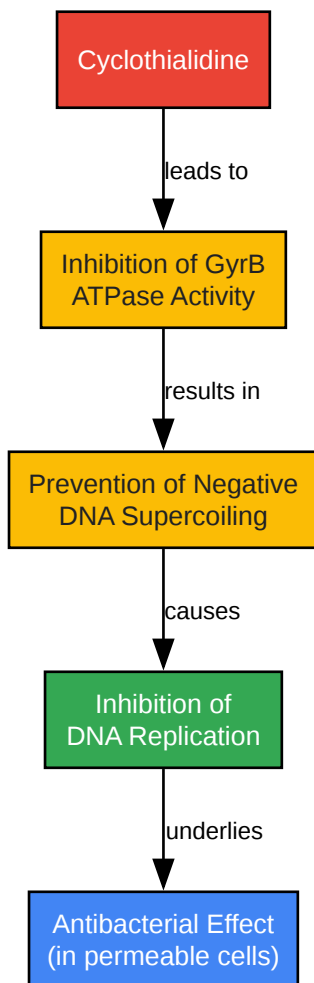 Cyclothialidine
leads to
Inhibition of GyrB
ATPase Activity
results in
Prevention of Negative
DNA Supercoiling
causes
Inhibition of
DNA Replication
underlies
Antibacterial Effect
(in permeable cells)